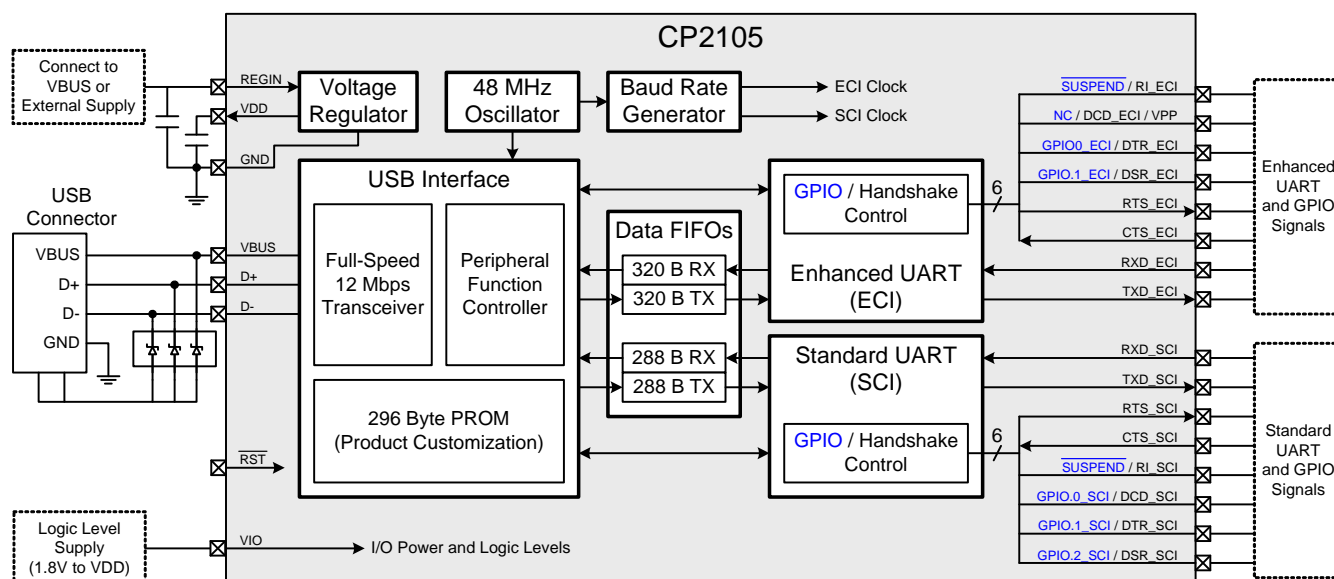 CP2105
Connect to
VBUS or
External Supply
REGIN
VDD
GND
Voltage
Regulator
48 MHz
Oscillator
Baud Rate
Generator
ECI Clock
SCI Clock
USB
Connector
VBUS
D+
D-
GND
VBUS
D+
D-
USB Interface
Full-Speed
12 Mbps
Transceiver
Peripheral
Function
Controller
296 Byte PROM
(Product Customization)
Data FIFOs
320 B RX
320 B TX
288 B RX
288 B TX
GPIO / Handshake
Control
Enhanced UART
(ECI)
6
SUSPEND / RI_ECI
NC / DCD_ECI / VPP
GPIO0_ECI / DTR_ECI
GPIO.1_ECI / DSR_ECI
RTS_ECI
CTS_ECI
RXD_ECI
TXD_ECI
Enhanced
UART
and GPIO
Signals
Standard UART
(SCI)
GPIO / Handshake
Control
6
RXD_SCI
TXD_SCI
RTS_SCI
CTS_SCI
SUSPEND / RI_SCI
GPIO.0_SCI / DCD_SCI
GPIO.1_SCI / DTR_SCI
GPIO.2_SCI / DSR_SCI
Standard
UART
and GPIO
Signals
RST
Logic Level
Supply
(1.8V to VDD)
VIO
I/O Power and Logic Levels